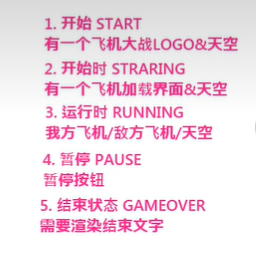 1. 开始 START
有一个飞机大战LOGO&天空
2. 开始时 STRARING
有一个飞机加载界面&天空
3. 运行时 RUNNING
我方飞机/敌方飞机/天空
4. 暂停 PAUSE
暂停按钮
5. 结束状态 GAMEOVER
需要渲染结束文字